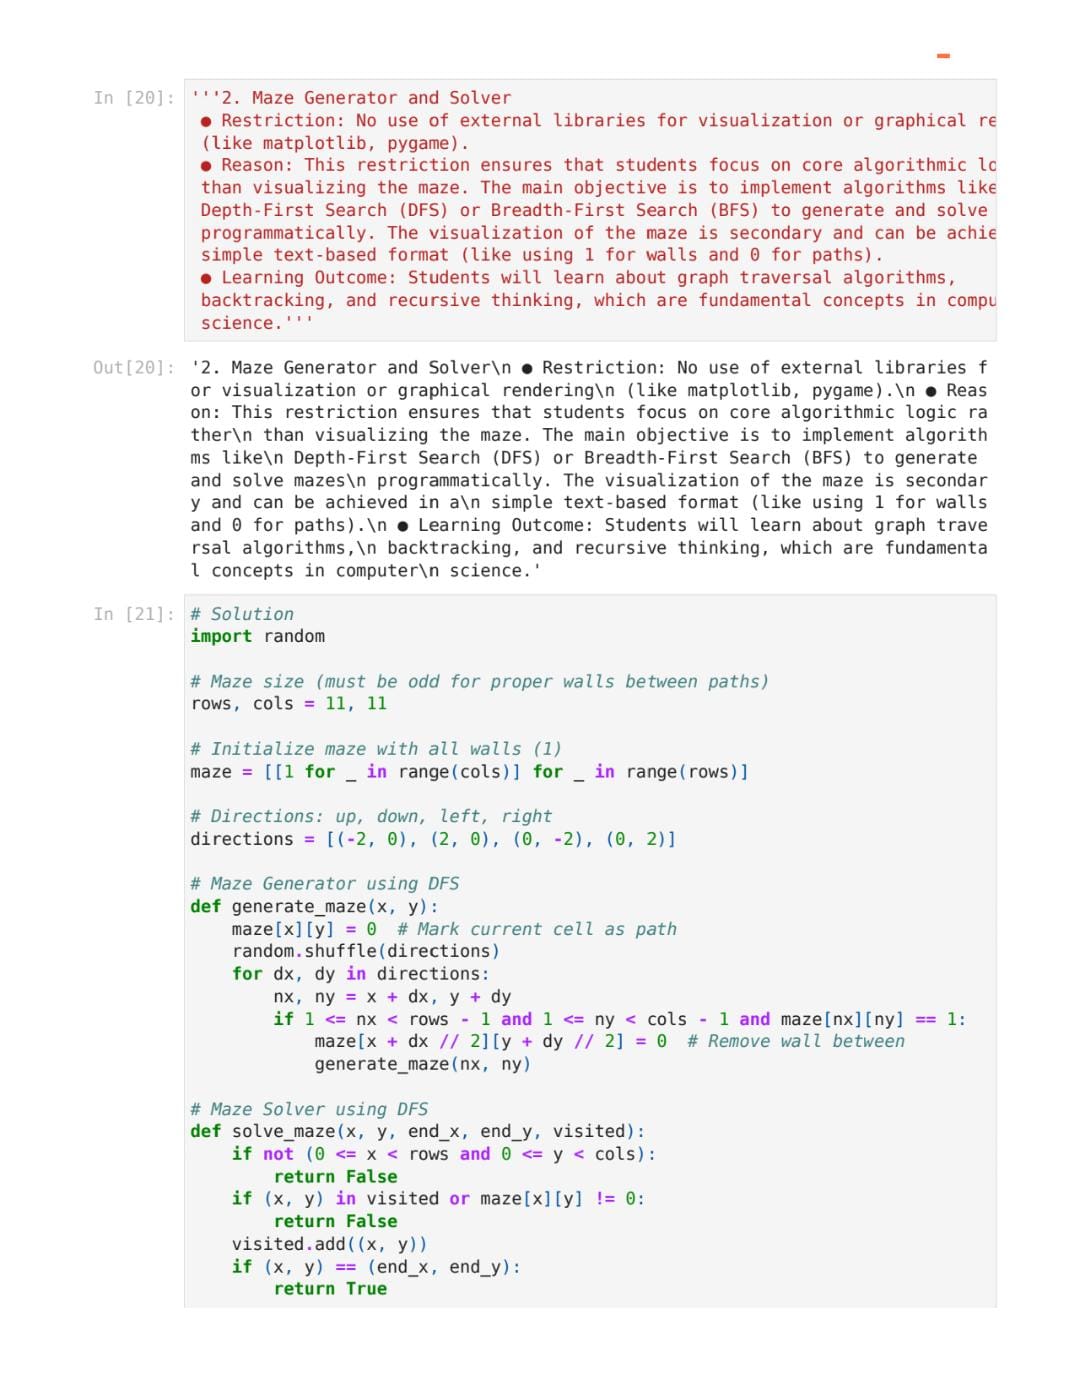 In [20]: '''2. Maze Generator and Solver
● Restriction: No use of external libraries for visualization or graphical re
(like matplotlib, pygame).
● Reason: This restriction ensures that students focus on core algorithmic lo
than visualizing the maze. The main objective is to implement algorithms like
Depth-First Search (DFS) or Breadth-First Search (BFS) to generate and solve
programmatically. The visualization of the maze is secondary and can be achie
simple text-based format (like using 1 for walls and 0 for paths).
● Learning Outcome: Students will learn about graph traversal algorithms,
backtracking, and recursive thinking, which are fundamental concepts in compu
science.'''
Out[20]: '2. Maze Generator and Solver\n ● Restriction: No use of external libraries f
or visualization or graphical rendering\n (like matplotlib, pygame).\n ● Reas
on: This restriction ensures that students focus on core algorithmic logic ra
ther\n than visualizing the maze. The main objective is to implement algorith
ms like\n Depth-First Search (DFS) or Breadth-First Search (BFS) to generate
and solve mazes\n programmatically. The visualization of the maze is secondar
y and can be achieved in a\n simple text-based format (like using 1 for walls
and 0 for paths).\n ● Learning Outcome: Students will learn about graph trave
rsal algorithms,\n backtracking, and recursive thinking, which are fundamenta
l concepts in computer\n science.'
In [21]: # Solution
import random
# Maze size (must be odd for proper walls between paths)
rows, cols = 11, 11
# Initialize maze with all walls (1)
maze = [[1 for _ in range(cols)] for _ in range(rows)]
# Directions: up, down, left, right
directions = [(-2, 0), (2, 0), (0, -2), (0, 2)]
# Maze Generator using DFS
def generate_maze(x, y):
    maze[x][y] = 0  # Mark current cell as path
    random.shuffle(directions)
    for dx, dy in directions:
        nx, ny = x + dx, y + dy
        if 1 <= nx < rows - 1 and 1 <= ny < cols - 1 and maze[nx][ny] == 1:
            maze[x + dx // 2][y + dy // 2] = 0  # Remove wall between
            generate_maze(nx, ny)
# Maze Solver using DFS
def solve_maze(x, y, end_x, end_y, visited):
    if not (0 <= x < rows and 0 <= y < cols):
        return False
    if (x, y) in visited or maze[x][y] != 0:
        return False
    visited.add((x, y))
    if (x, y) == (end_x, end_y):
        return True